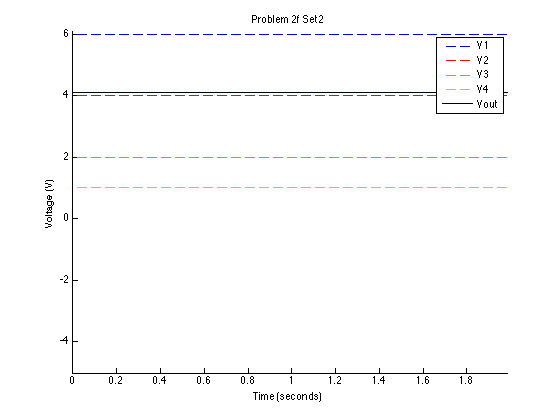 Problem 2f Set2
6
4
2
0
-2
-4
Voltage (V)
V1
V2
V3
V4
Vout
0 0.2 0.4 0.6 0.8 1 1.2 1.4 1.6 1.8
Time (seconds)